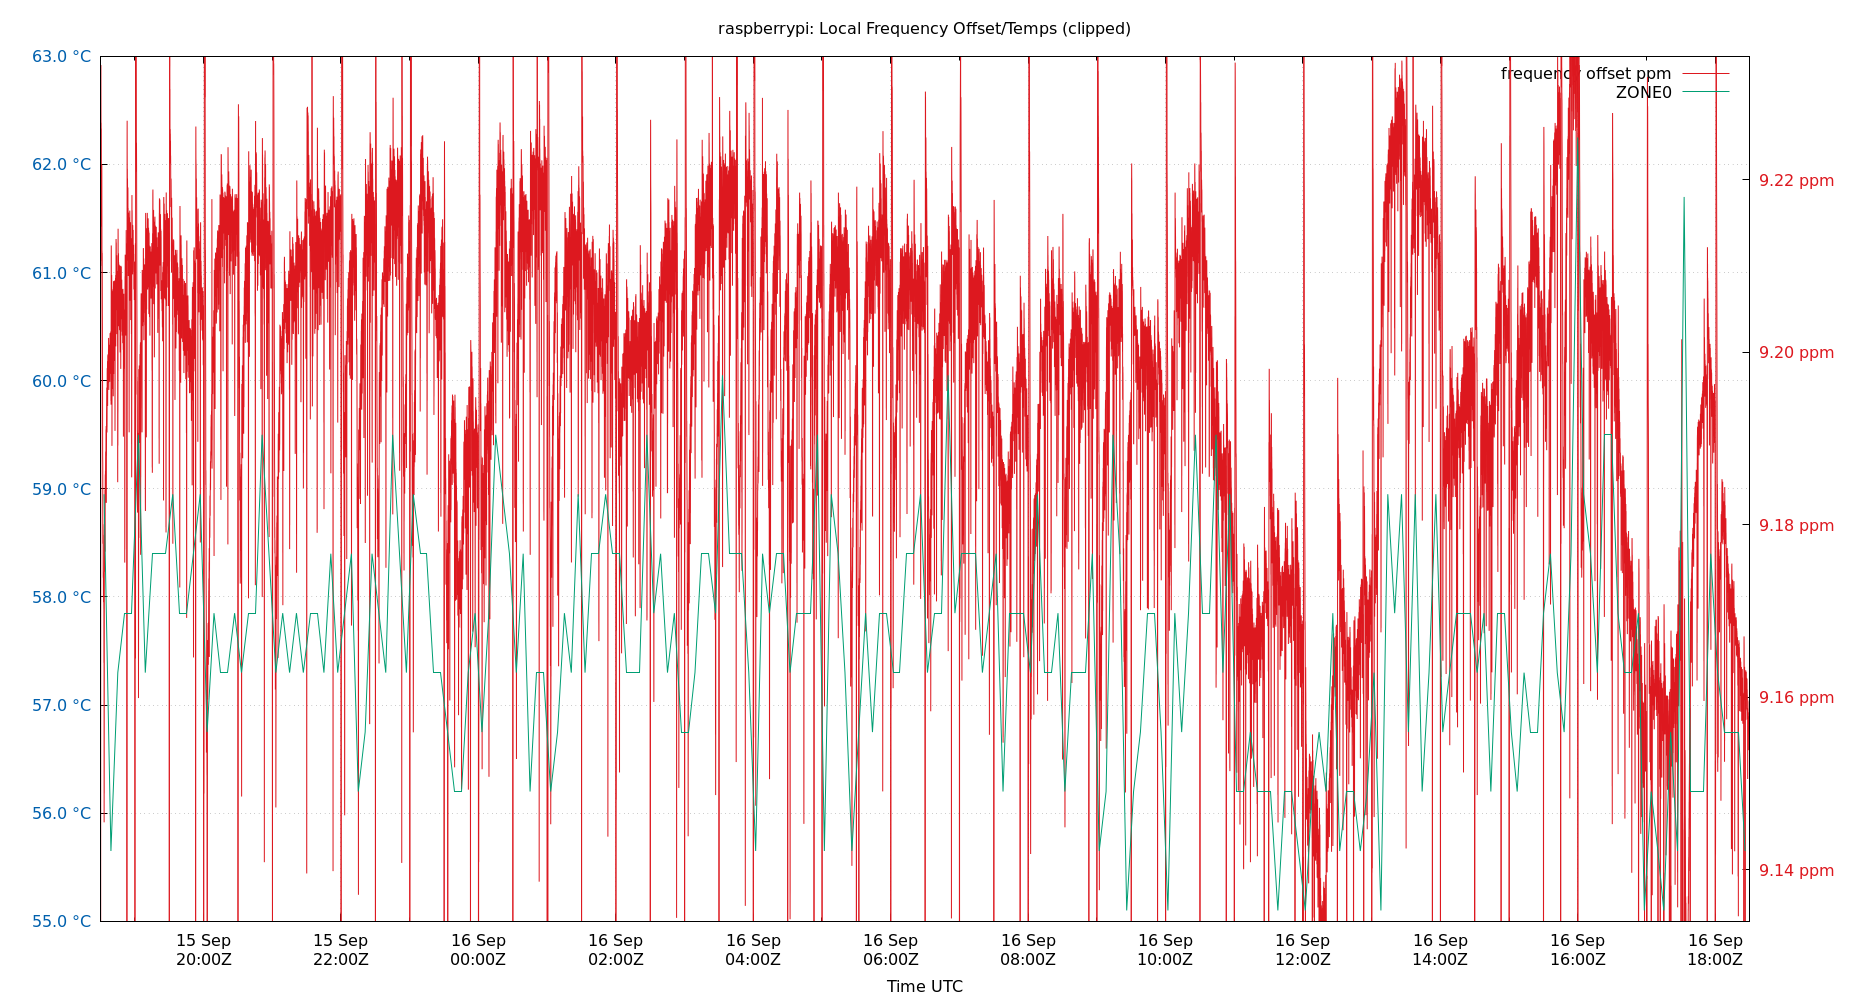 raspberrypi: Local Frequency Offset/Temps (clipped)
63.0 °C
62.0 °C
61.0 °C
60.0 °C
59.0 °C
58.0 °C
57.0 °C
56.0 °C
55.0 °C
frequency offset ppm
ZONE0
9.22 ppm
9.20 ppm
9.18 ppm
9.16 ppm
9.14 ppm
15 Sep
20:00Z
15 Sep
22:00Z
16 Sep
00:00Z
16 Sep
02:00Z
16 Sep
04:00Z
16 Sep
06:00Z
16 Sep
08:00Z
16 Sep
10:00Z
16 Sep
12:00Z
16 Sep
14:00Z
16 Sep
16:00Z
16 Sep
18:00Z
Time UTC